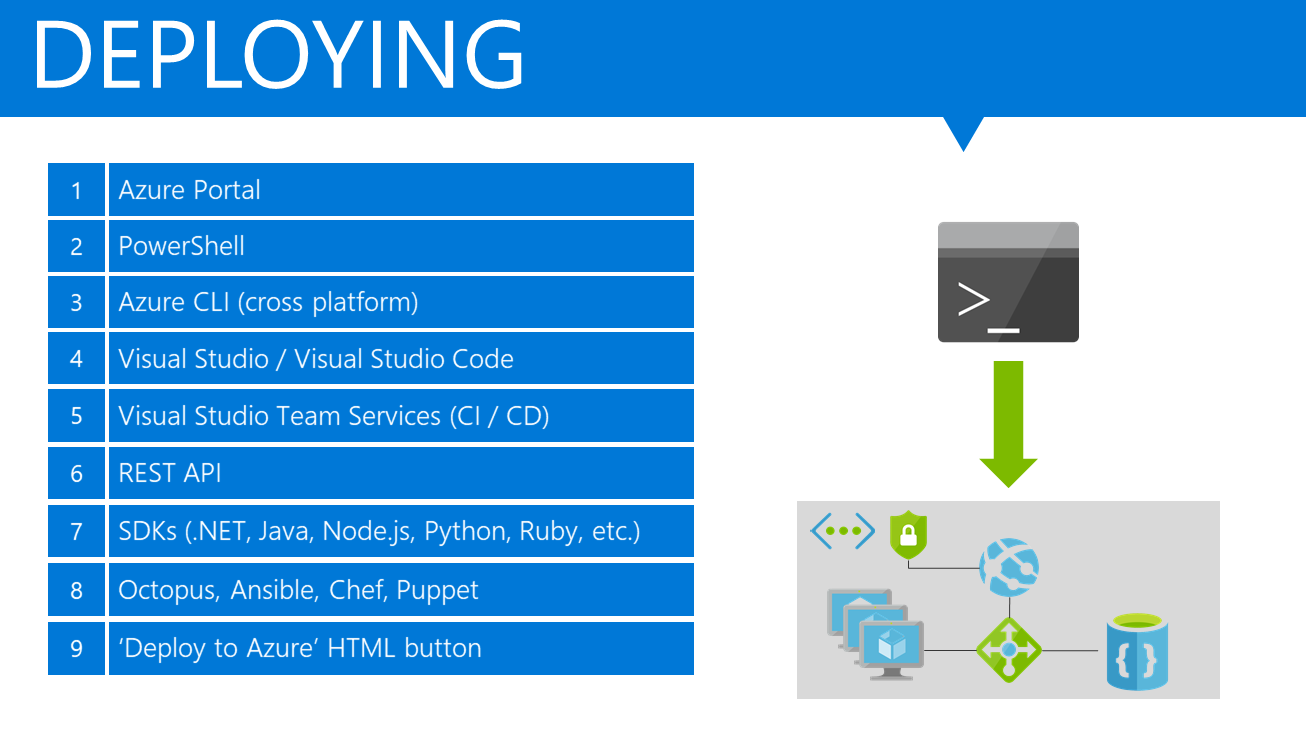 DEPLOYING
1 Azure Portal
2 PowerShell
3 Azure CLI (cross platform)
4 Visual Studio / Visual Studio Code
5 Visual Studio Team Services (CI / CD)
6 REST API
7 SDKs (.NET, Java, Node.js, Python, Ruby, etc.)
8 Octopus, Ansible, Chef, Puppet
9 ‘Deploy to Azure’ HTML button
>_
{ }